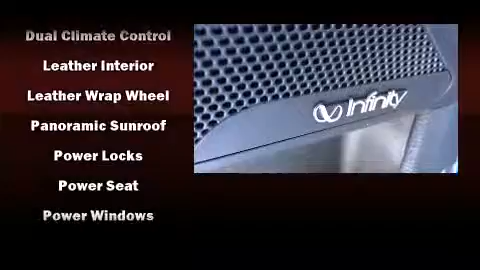 Dual Climate Control
Leather Interior
Leather Wrap Wheel
Panoramic Sunroof
Power Locks
Power Seat
Power Windows
Infinity